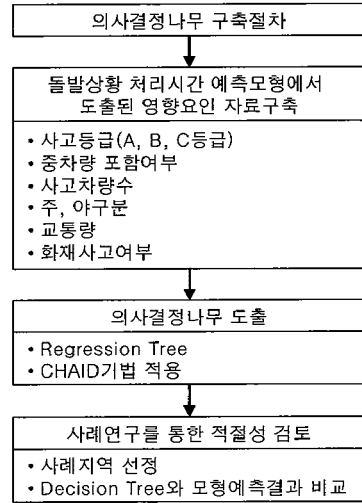 의사결정나무 구축절차
돌발상황 처리시간 예측모형에서
도출된 영향요인 자료구축
• 사고등급(A, B, C등급)
• 중차량 포함여부
• 사고차량수
• 주, 야구분
• 교통량
• 화재사고여부
의사결정나무 도출
• Regression Tree
• CHAID기법 적용
사례연구를 통한 적절성 검토
• 사례지역 선정
• Decision Tree와 모형예측결과 비교